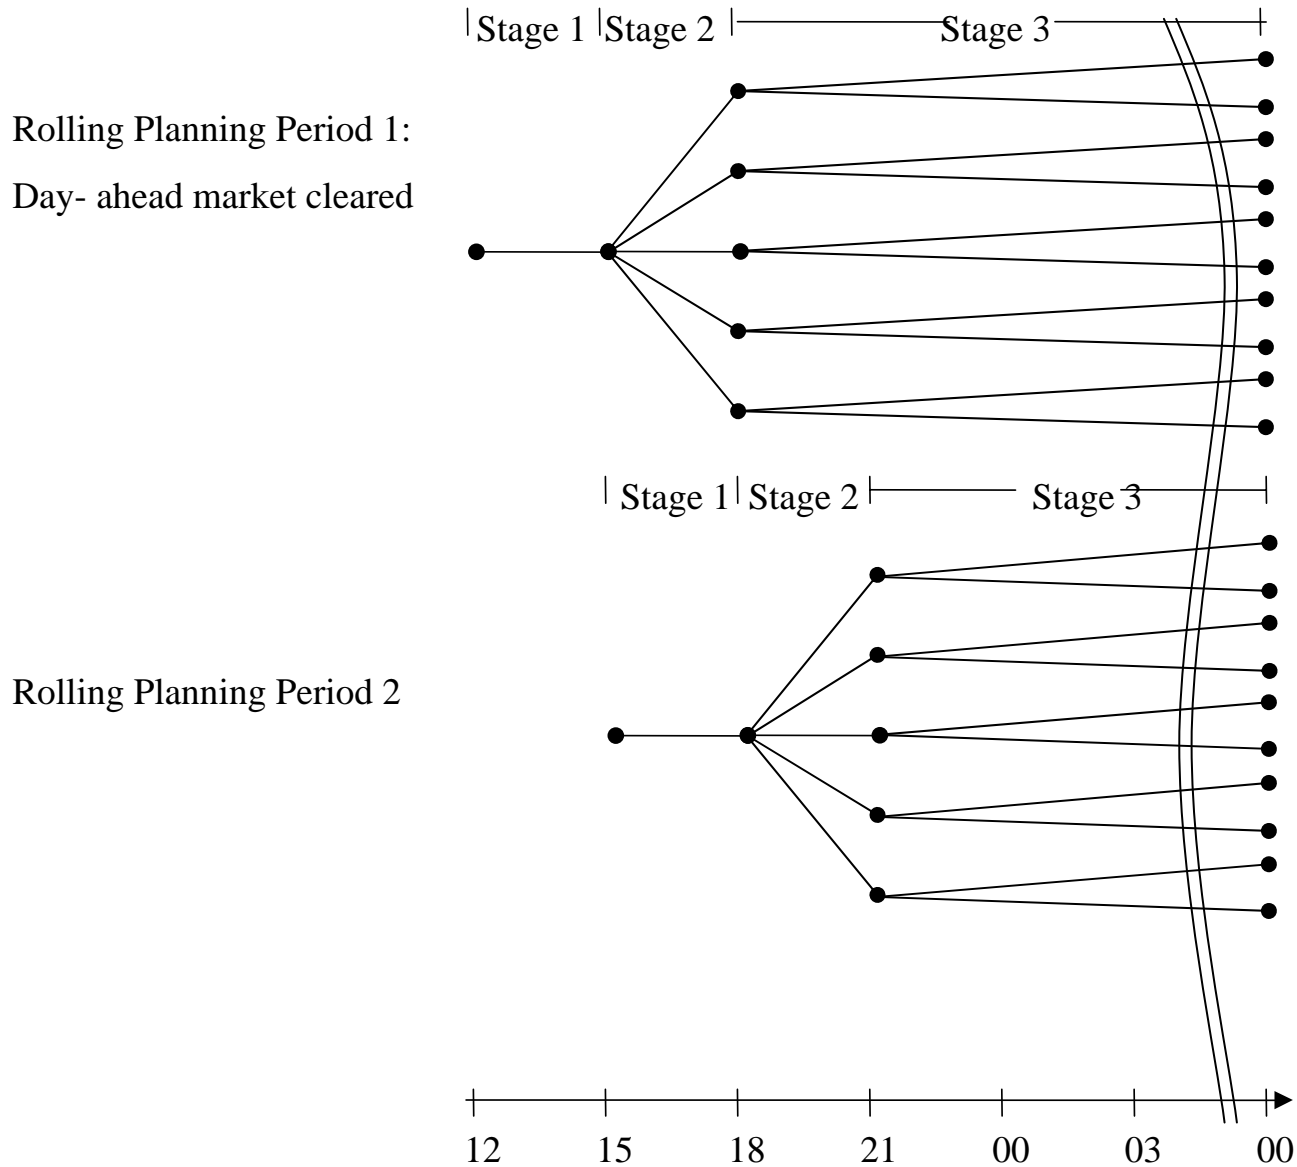 Stage 1 Stage 2 Stage 3
Rolling Planning Period 1:
Day- ahead market cleared
Stage 1 Stage 2 Stage 3
Rolling Planning Period 2
12 15 18 21 00 03 00